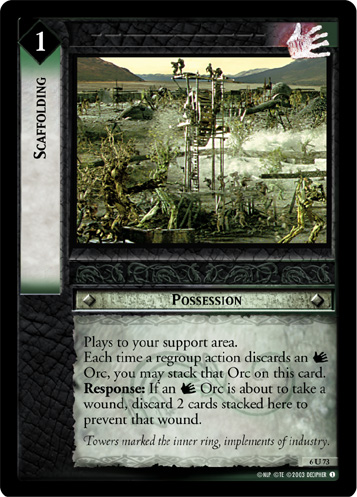 1
SCAFFOLDING
POSSESSION
Plays to your support area.
Each time a regroup action discards an
Orc, you may stack that Orc on this card.
Response: If an Orc is about to take a
wound, discard 2 cards stacked here to
prevent that wound.
Towers marked the inner ring, implements of industry.
6 U 73
©NLP ©TE ©2003 DECIPHER 1